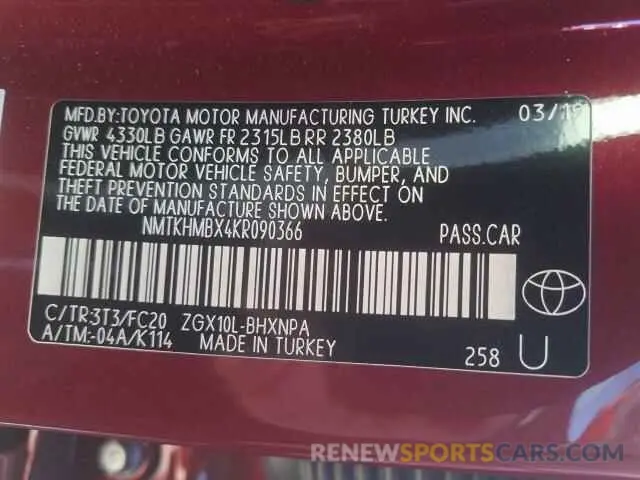 MFD.BY:TOYOTA MOTOR MANUFACTURING TURKEY INC. 03/19
GVWR 4330LB GAWR FR 2315LB RR 2380LB
THIS VEHICLE CONFORMS TO ALL APPLICABLE
FEDERAL MOTOR VEHICLE SAFETY, BUMPER, AND
THEFT PREVENTION STANDARDS IN EFFECT ON
THE DATE OF MANUFACTURE SHOWN ABOVE.
NMTKHMBX4KR090366 PASS.CAR
C/TR:3T3/FC20 ZGX10L-BHXNPA
A/TM:-04A/K114 MADE IN TURKEY 258 U
RENEWSPORTSCARS.COM